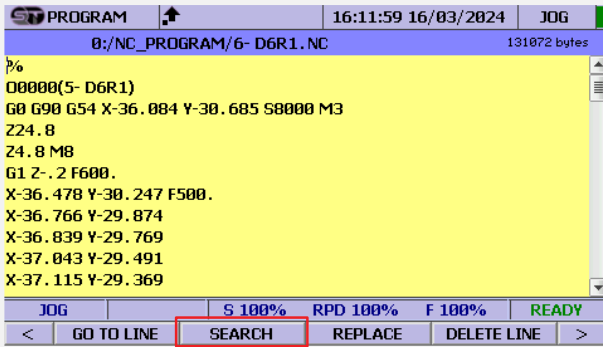 PROGRAM 16:11:59 16/03/2024 JOG
0:/NC_PROGRAM/6- D6R1.NC 131072 bytes
%
O0000(5- D6R1)
G0 G90 G54 X-36.084 Y-30.685 S8000 M3
Z24.8
Z4.8 M8
G1 Z-.2 F600.
X-36.478 Y-30.247 F500.
X-36.766 Y-29.874
X-36.839 Y-29.769
X-37.043 Y-29.491
X-37.115 Y-29.369
JOG S 100% RPD 100% F 100% READY
< GO TO LINE SEARCH REPLACE DELETE LINE >